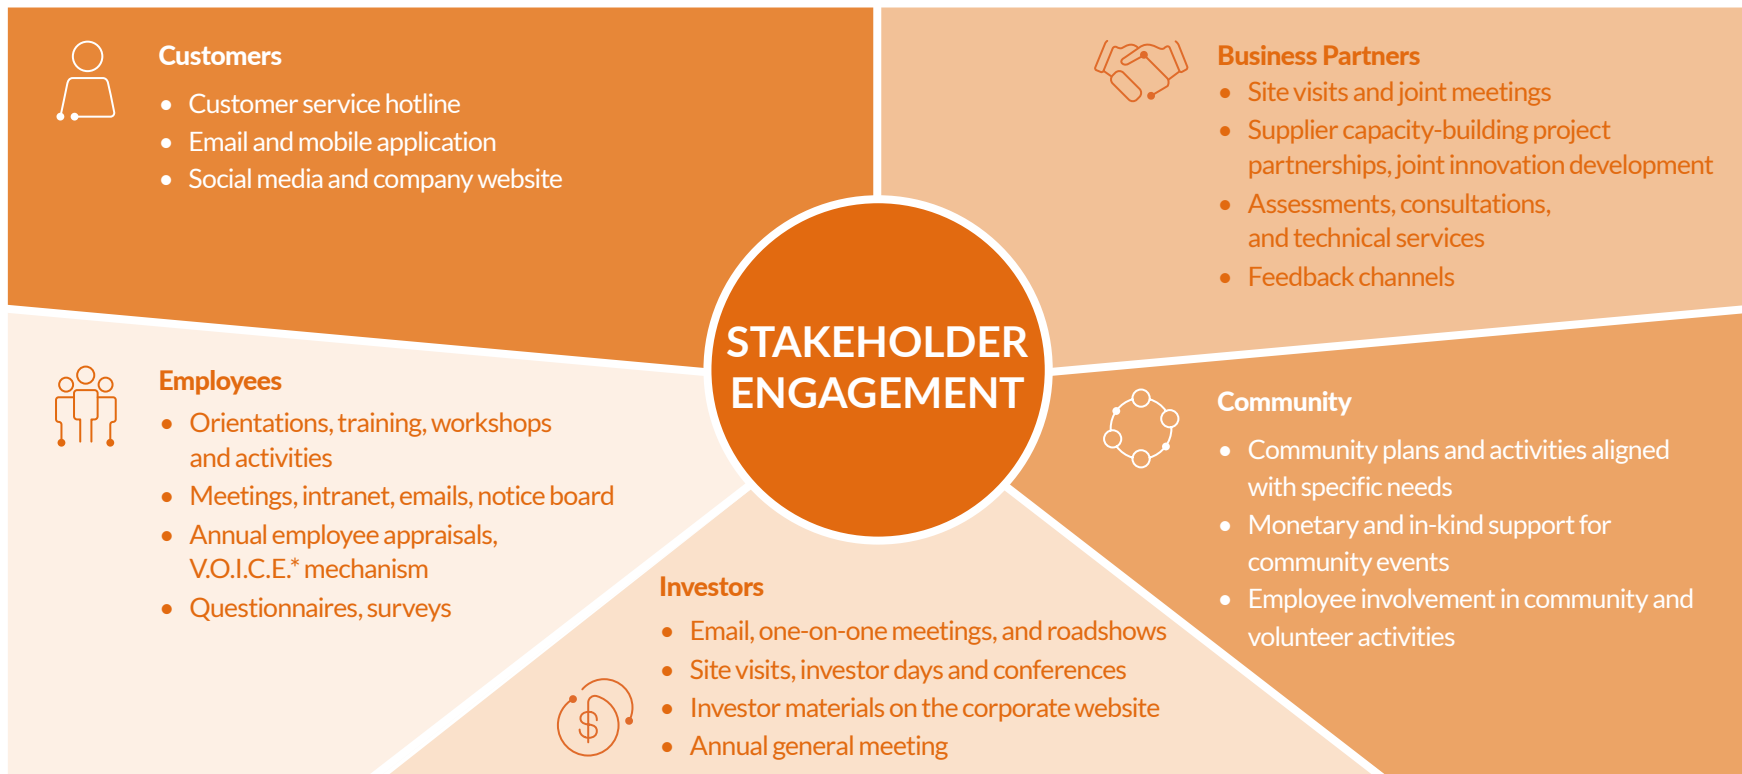 Customers
• Customer service hotline
• Email and mobile application
• Social media and company website
Business Partners
• Site visits and joint meetings
• Supplier capacity-building project
partnerships, joint innovation development
• Assessments, consultations,
and technical services
• Feedback channels
STAKEHOLDER
ENGAGEMENT
Employees
• Orientations, training, workshops
and activities
• Meetings, intranet, emails, notice board
• Annual employee appraisals,
V.O.I.C.E.* mechanism
• Questionnaires, surveys
Community
• Community plans and activities aligned
with specific needs
• Monetary and in-kind support for
community events
• Employee involvement in community and
volunteer activities
Investors
• Email, one-on-one meetings, and roadshows
• Site visits, investor days and conferences
• Investor materials on the corporate website
• Annual general meeting
$